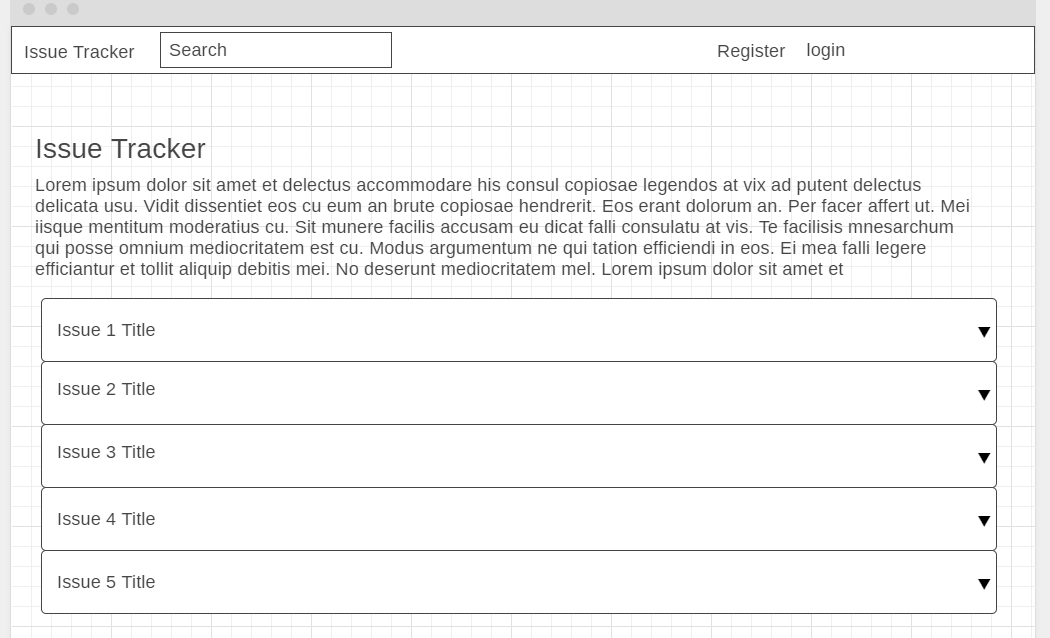 Issue Tracker Search Register login
Issue Tracker
Lorem ipsum dolor sit amet et delectus accommodare his consul copiosae legendos at vix ad putent delectus
delicata usu. Vidit dissentiet eos cu eum an brute copiosae hendrerit. Eos erant dolorum an. Per facer affert ut. Mei
iisque mentitum moderatius cu. Sit munere facilis accusam eu dicat falli consulatu at vis. Te facilisis mnesarchum
qui posse omnium mediocritatem est cu. Modus argumentum ne qui tation efficiendi in eos. Ei mea falli legere
efficiantur et tollit aliquip debitis mei. No deserunt mediocritatem mel. Lorem ipsum dolor sit amet et
Issue 1 Title
Issue 2 Title
Issue 3 Title
Issue 4 Title
Issue 5 Title